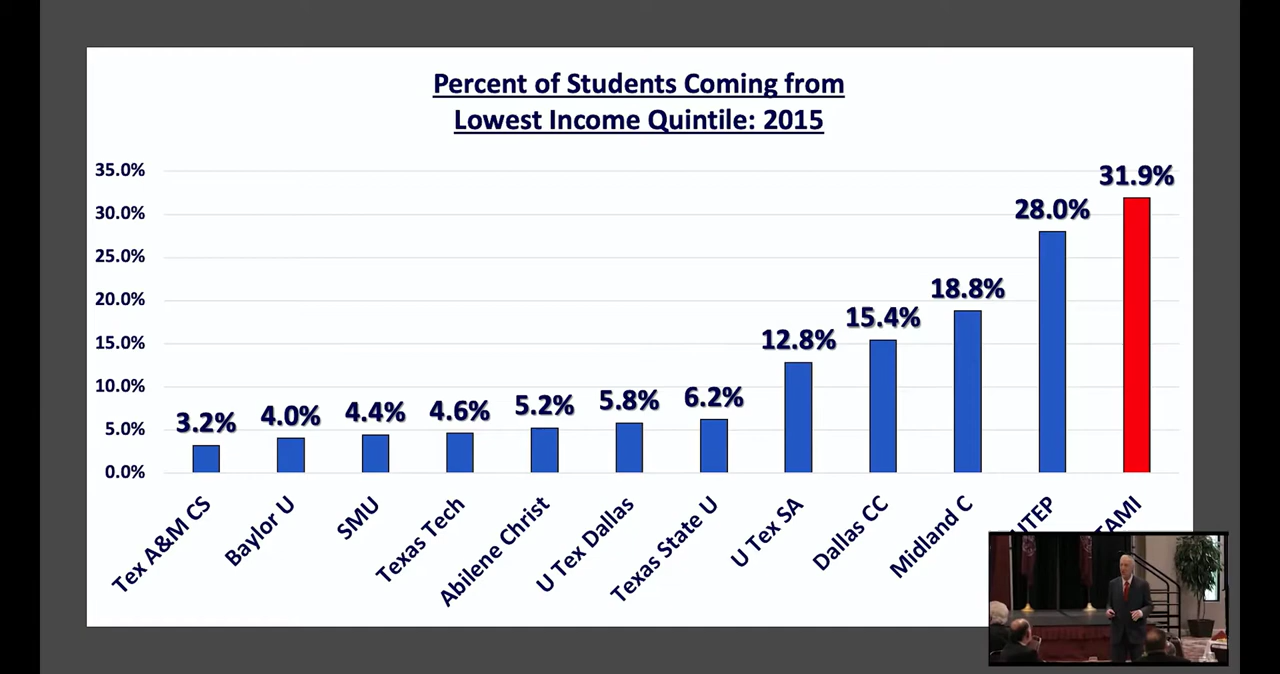 Percent of Students Coming from
Lowest Income Quintile: 2015
35.0%
30.0%
25.0%
20.0%
15.0%
10.0%
5.0%
0.0%
3.2%
4.0%
4.4%
4.6%
5.2%
5.8%
6.2%
12.8%
15.4%
18.8%
28.0%
31.9%
Tex A&M CS
Baylor U
SMU
Texas Tech
Abilene Christ
U Tex Dallas
Texas State U
U Tex SA
Dallas CC
Midland C
UTEP
TAMI